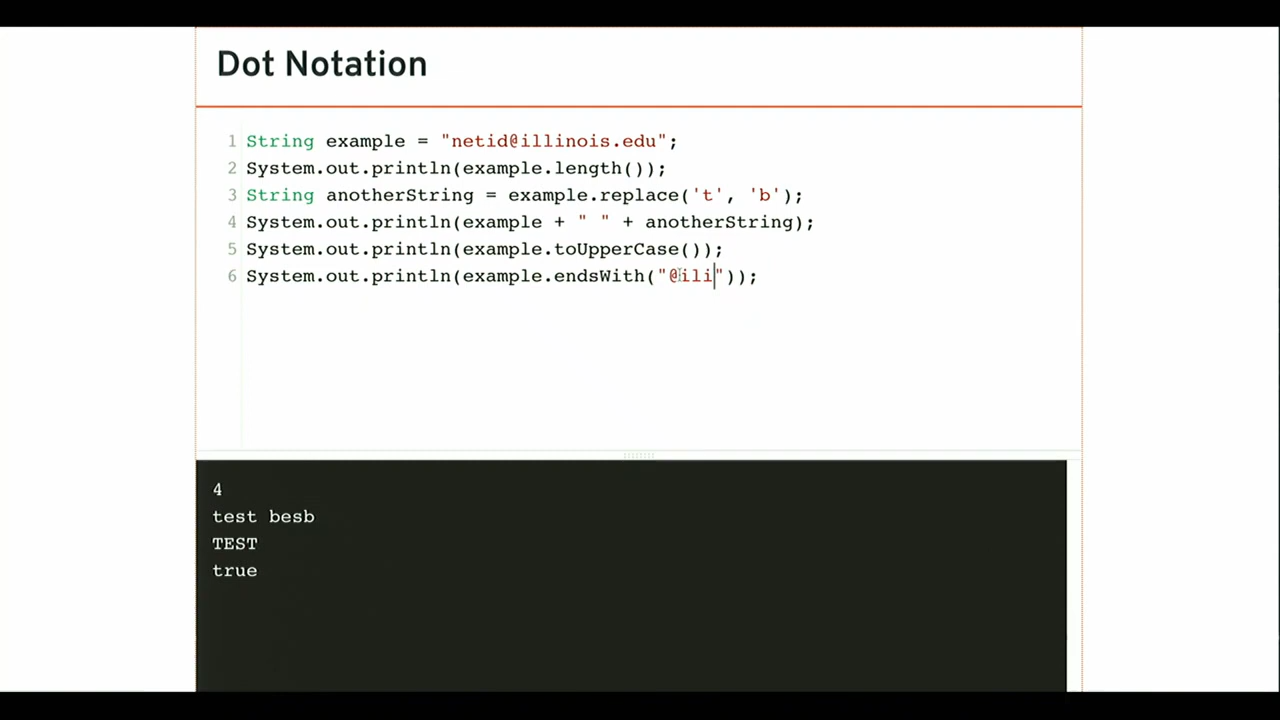 Dot Notation
1 String example = "netid@illinois.edu";
2 System.out.println(example.length());
3 String anotherString = example.replace('t', 'b');
4 System.out.println(example + " " + anotherString);
5 System.out.println(example.toUpperCase());
6 System.out.println(example.endsWith("@ili"));
4
test besb
TEST
true